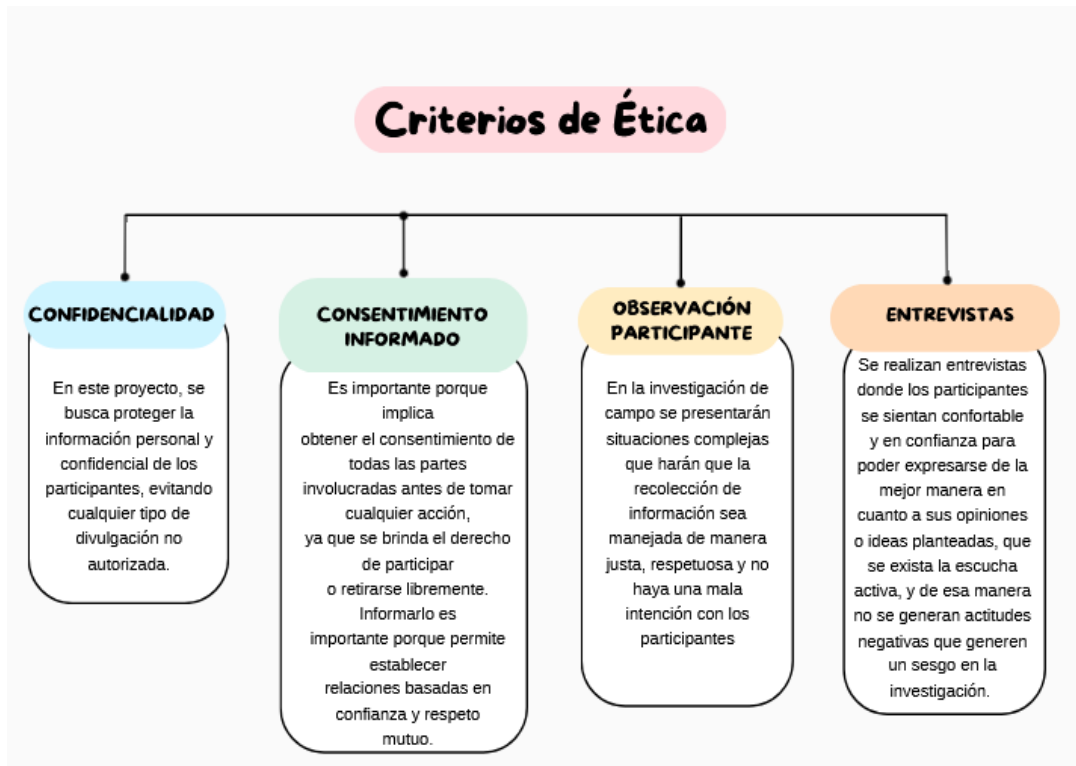 Criterios de Ética
CONFIDENCIALIDAD
En este proyecto, se
busca proteger la
información personal y
confidencial de los
participantes, evitando
cualquier tipo de
divulgación no
autorizada.
CONSENTIMIENTO
INFORMADO
Es importante porque
implica
obtener el consentimiento de
todas las partes
involucradas antes de tomar
cualquier acción,
ya que se brinda el derecho
de participar
o retirarse libremente.
Informarlo es
importante porque permite
establecer
relaciones basadas en
confianza y respeto
mutuo.
OBSERVACIÓN
PARTICIPANTE
En la investigación de
campo se presentarán
situaciones complejas
que harán que la
recolección de
información sea
manejada de manera
justa, respetuosa y no
haya una mala
intención con los
participantes
ENTREVISTAS
Se realizan entrevistas
donde los participantes
se sientan confortable
y en confianza para
poder expresarse de la
mejor manera en
cuanto a sus opiniones
o ideas planteadas, que
se exista la escucha
activa, y de esa manera
no se generan actitudes
negativas que generen
un sesgo en la
investigación.